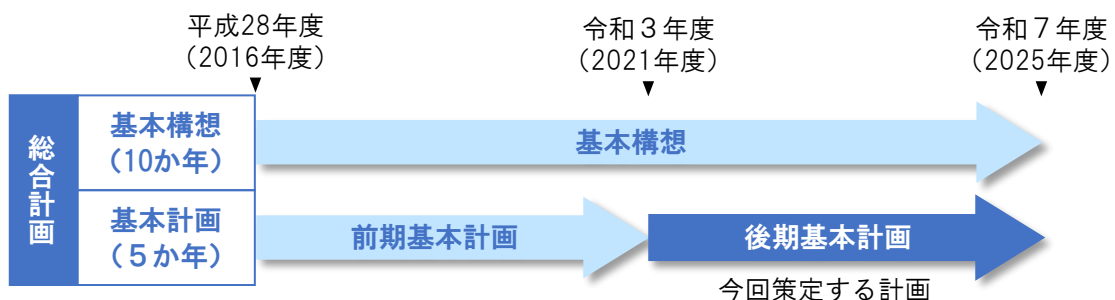 平成28年度
（2016年度）
令和３年度
（2021年度）
令和７年度
（2025年度）
総合計画
基本構想
（10か年）
基本構想
基本計画
（５か年）
前期基本計画
後期基本計画
今回策定する計画